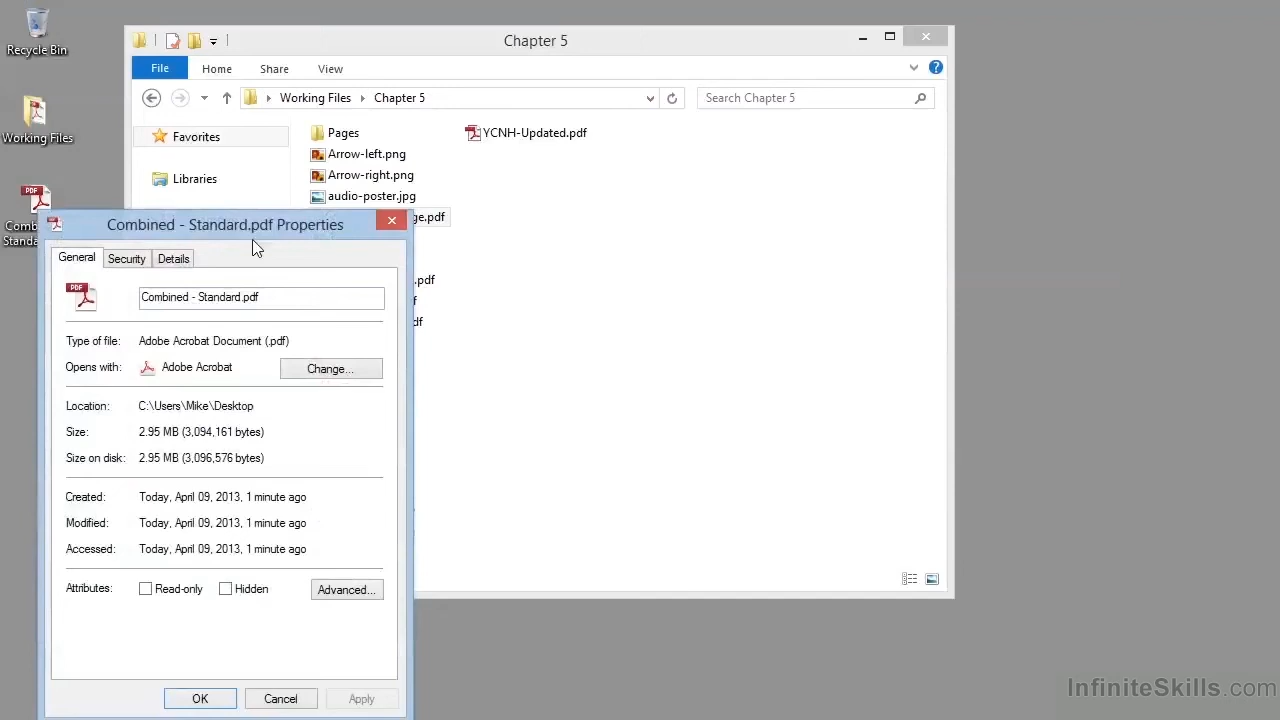 Recycle Bin
Working Files
PDF
Chapter 5
File
Home
Share
View
Working Files
Chapter 5
Search Chapter 5
Favorites
Libraries
Pages
Arrow-left.png
Arrow-right.png
audio-poster.jpg
ge.pdf
.pdf
YCNH-Updated.pdf
Combined - Standard.pdf Properties
General
Security
Details
PDF
Combined - Standard.pdf
Type of file:
Adobe Acrobat Document (.pdf)
Opens with:
Adobe Acrobat
Change...
Location:
C:\Users\Mike\Desktop
Size:
2.95 MB (3,094,161 bytes)
Size on disk:
2.95 MB (3,096,576 bytes)
Created:
Today, April 09, 2013, 1 minute ago
Modified:
Today, April 09, 2013, 1 minute ago
Accessed:
Today, April 09, 2013, 1 minute ago
Attributes:
Read-only
Hidden
Advanced...
OK
Cancel
Apply
InfiniteSkills.com